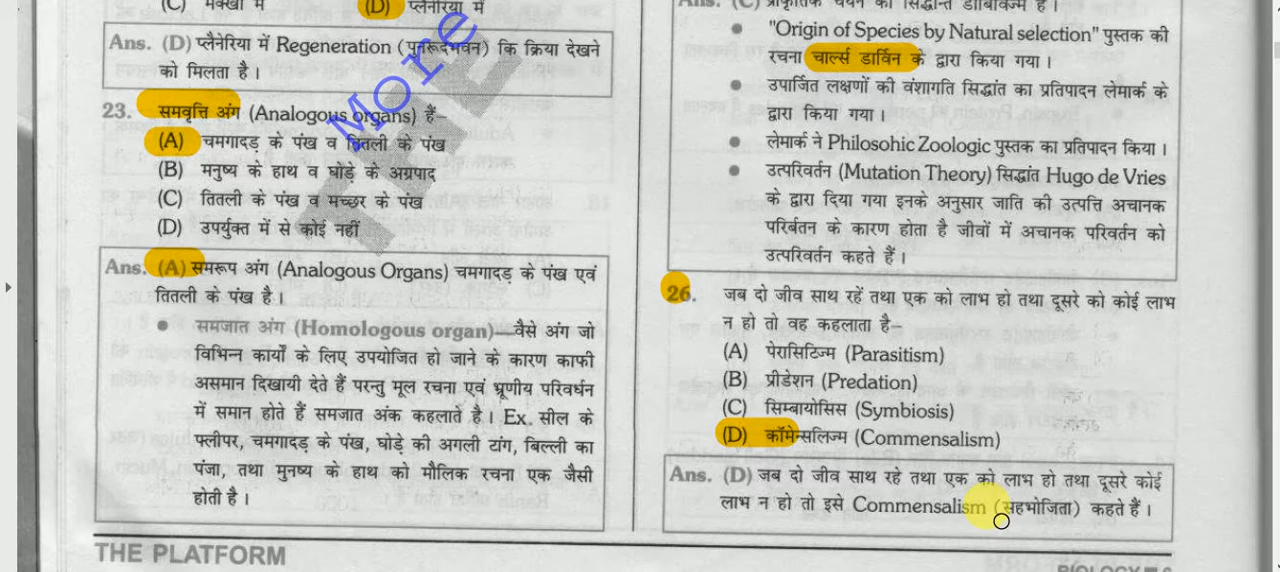 (C) मक्खी में (D) प्लैनेरिया में
Ans. (D) प्लैनेरिया में Regeneration (पुनरूदभवन) कि क्रिया देखने
को मिलता है।
23. समवृत्ति अंग (Analogous organs) हैं–
(A) चमगादड़ के पंख व तितली के पंख
(B) मनुष्य के हाथ व घोड़े के अग्रपाद
(C) तितली के पंख व मच्छर के पंख
(D) उपर्युक्त में से कोई नहीं
Ans. (A) समरूप अंग (Analogous Organs) चमगादड़ के पंख एवं
तितली के पंख है।
• समजात अंग (Homologous organ)—वैसे अंग जो
विभिन्न कार्यों के लिए उपयोजित हो जाने के कारण काफी
असमान दिखायी देते हैं परन्तु मूल रचना एवं भ्रूणीय परिवर्धन
में समान होते हैं समजात अंक कहलाते है। Ex. सील के
फ्लीपर, चमगादड़ के पंख, घोड़े की अगली टांग, बिल्ली का
पंजा, तथा मुनष्य के हाथ को मौलिक रचना एक जैसी
होती है।
THE PLATFORM
More
Ans. (C) प्राकृतिक चयन का सिद्धान्त डार्विनिज्म है।
• "Origin of Species by Natural selection" पुस्तक की
रचना चार्ल्स डार्विन के द्वारा किया गया।
• उपार्जित लक्षणों की वंशागति सिद्धांत का प्रतिपादन लेमार्क के
द्वारा किया गया।
• लेमार्क ने Philosohic Zoologic पुस्तक का प्रतिपादन किया।
• उत्परिवर्तन (Mutation Theory) सिद्धांत Hugo de Vries
के द्वारा दिया गया इनके अनुसार जाति की उत्पत्ति अचानक
परिर्बतन के कारण होता है जीवों में अचानक परिवर्तन को
उत्परिवर्तन कहते हैं।
26. जब दो जीव साथ रहें तथा एक को लाभ हो तथा दूसरे को कोई लाभ
न हो तो वह कहलाता है–
(A) पेरासिटिज्म (Parasitism)
(B) प्रीडेशन (Predation)
(C) सिम्बायोसिस (Symbiosis)
(D) कॉमेन्सलिज्म (Commensalism)
Ans. (D) जब दो जीव साथ रहे तथा एक को लाभ हो तथा दूसरे कोई
लाभ न हो तो इसे Commensalism (सहभोजिता) कहते हैं।
BIOLOGY